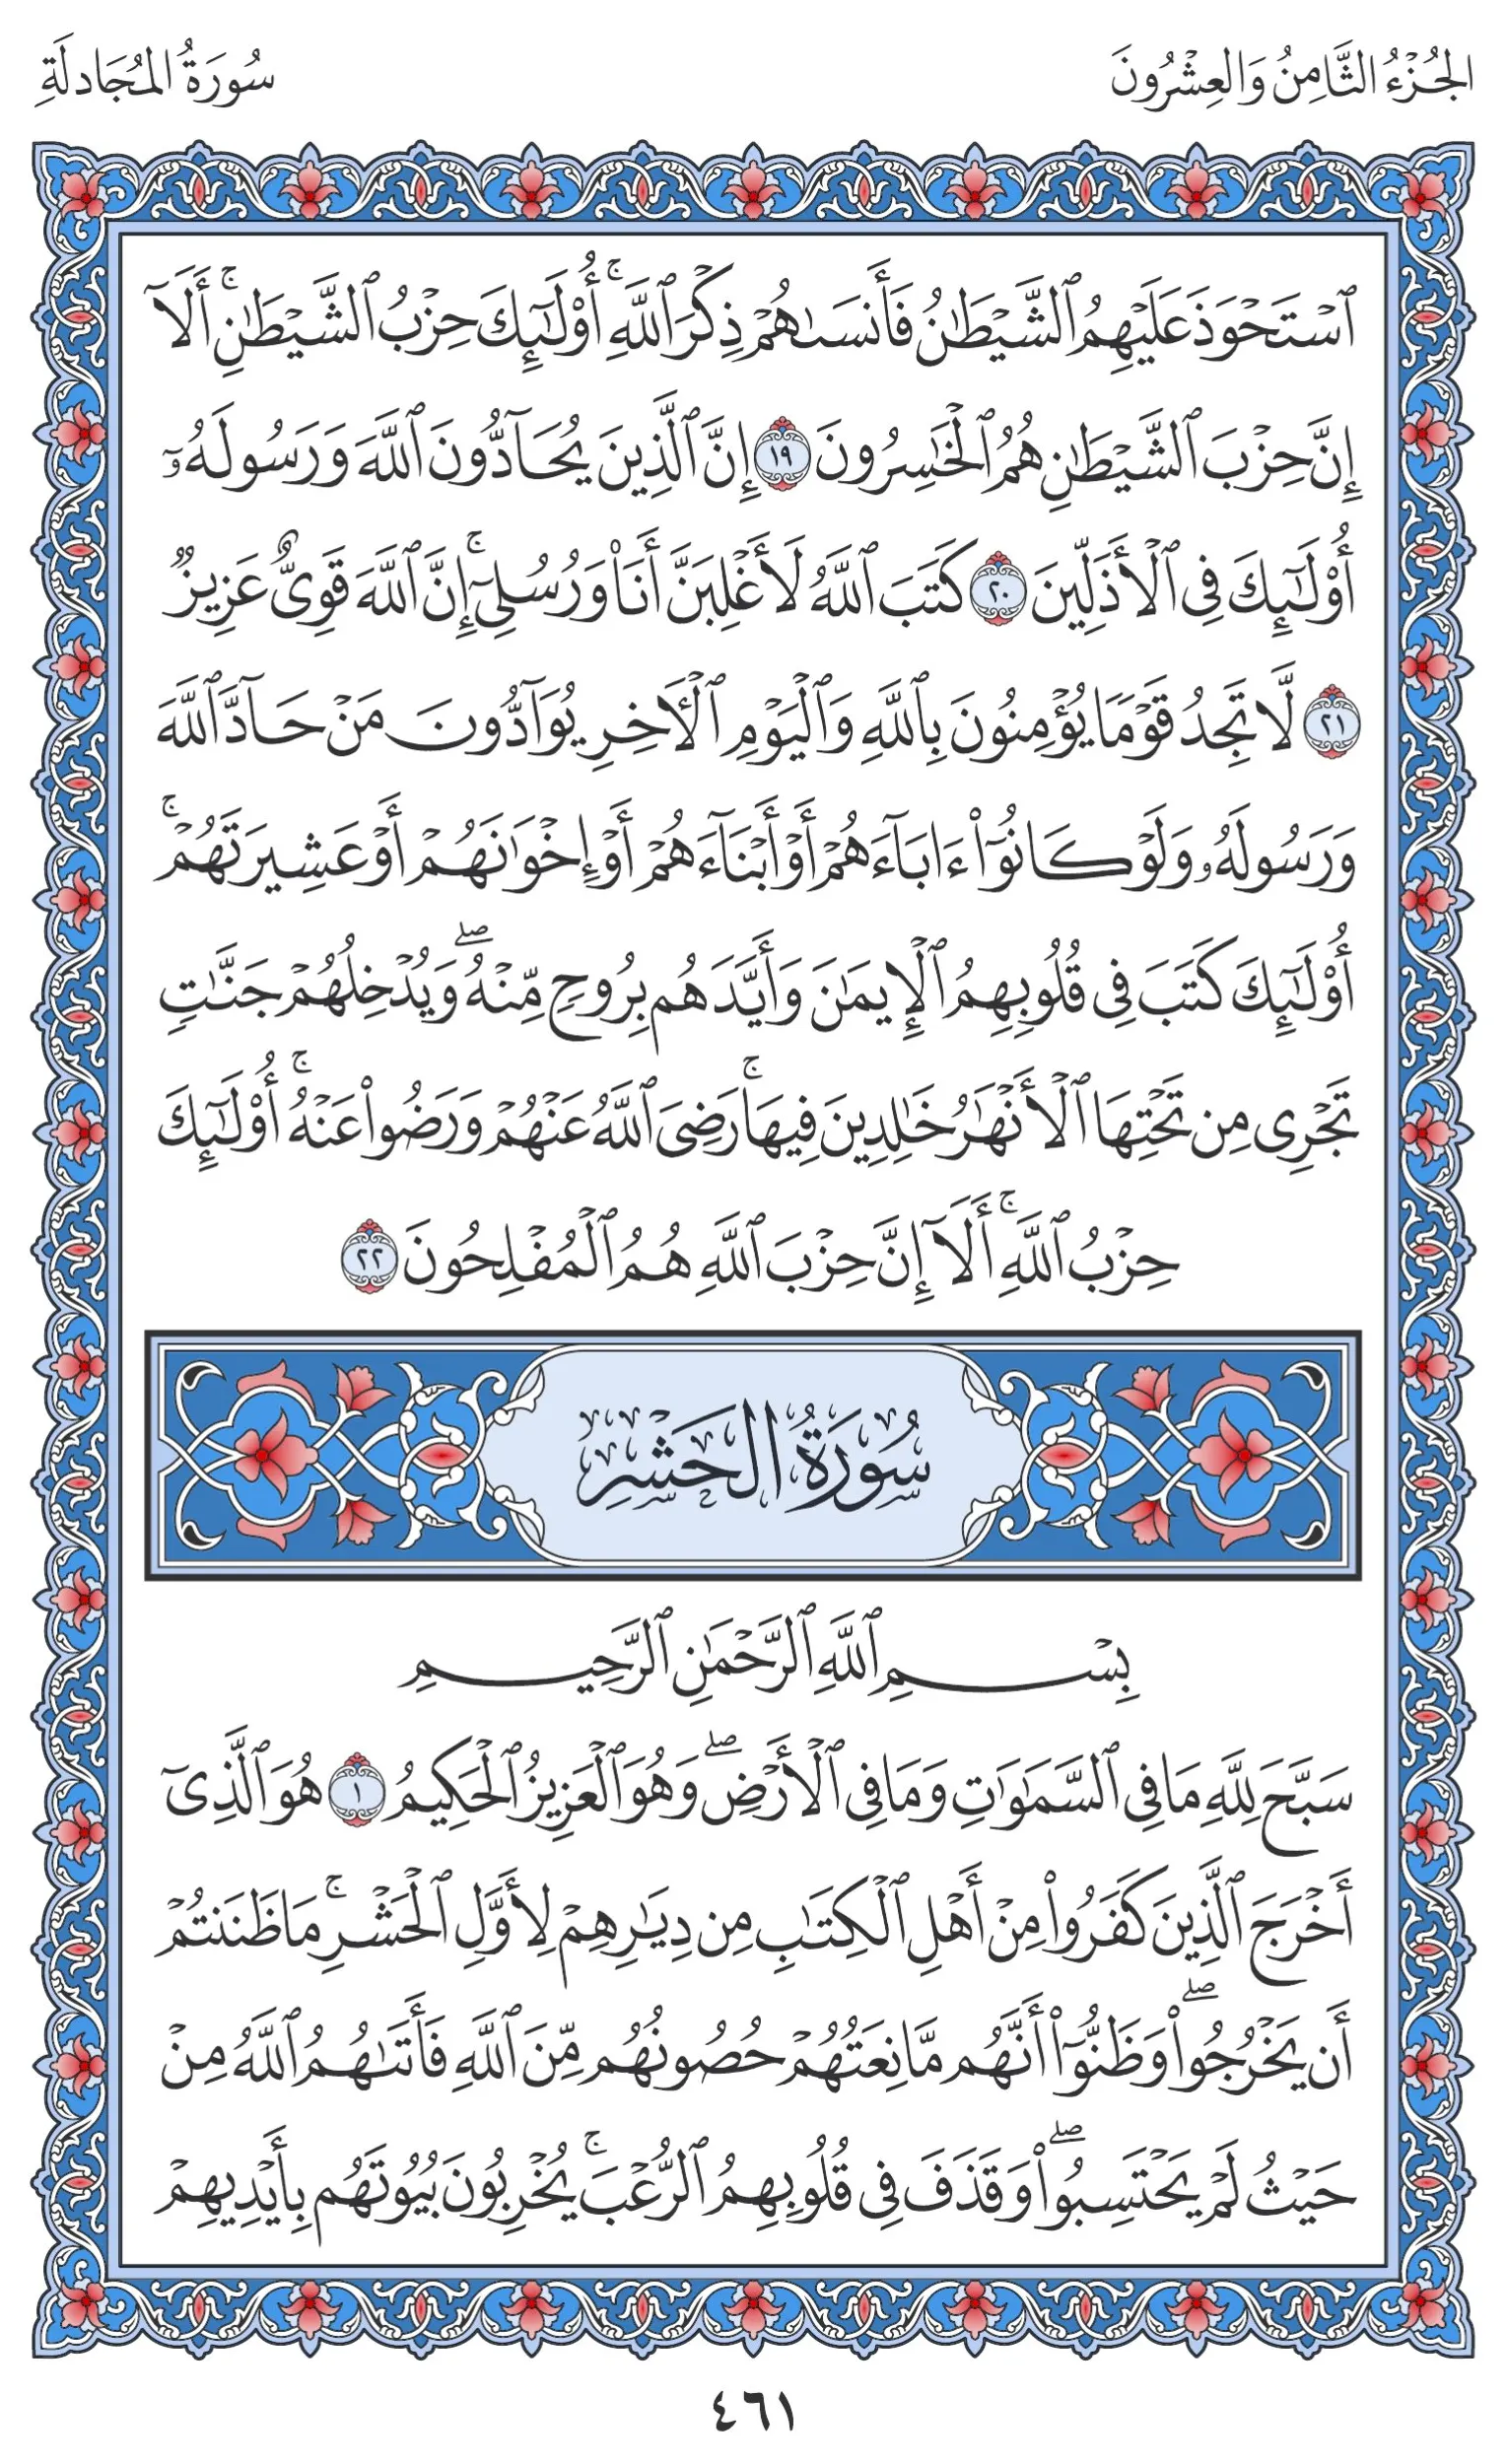 الجُزْءُ الثَّامِنُ وَالعِشْرُونَ
سُورَةُ المُجَادلَةِ
ٱسْتَحْوَذَ عَلَيْهِمُ ٱلشَّيْطَٰنُ فَأَنسَىٰهُمْ ذِكْرَ ٱللَّهِ ۚ أُو۟لَٰٓئِكَ حِزْبُ ٱلشَّيْطَٰنِ ۚ أَلَآ
إِنَّ حِزْبَ ٱلشَّيْطَٰنِ هُمُ ٱلْخَٰسِرُونَ ١٩ إِنَّ ٱلَّذِينَ يُحَآدُّونَ ٱللَّهَ وَرَسُولَهُۥٓ
أُو۟لَٰٓئِكَ فِى ٱلْأَذَلِّينَ ٢٠ كَتَبَ ٱللَّهُ لَأَغْلِبَنَّ أَنَا۠ وَرُسُلِىٓ ۚ إِنَّ ٱللَّهَ قَوِىٌّ عَزِيزٌ
٢١ لَّا تَجِدُ قَوْمًا يُؤْمِنُونَ بِٱللَّهِ وَٱلْيَوْمِ ٱلْءَاخِرِ يُوَآدُّونَ مَنْ حَآدَّ ٱللَّهَ
وَرَسُولَهُۥ وَلَوْ كَانُوٓا۟ ءَابَآءَهُمْ أَوْ أَبْنَآءَهُمْ أَوْ إِخْوَٰنَهُمْ أَوْ عَشِيرَتَهُمْ ۚ
أُو۟لَٰٓئِكَ كَتَبَ فِى قُلُوبِهِمُ ٱلْإِيمَٰنَ وَأَيَّدَهُم بِرُوحٍ مِّنْهُ ۖ وَيُدْخِلُهُمْ جَنَّٰتٍ
تَجْرِى مِن تَحْتِهَا ٱلْأَنْهَٰرُ خَٰلِدِينَ فِيهَا ۚ رَضِىَ ٱللَّهُ عَنْهُمْ وَرَضُوا۟ عَنْهُ ۚ أُو۟لَٰٓئِكَ
حِزْبُ ٱللَّهِ ۚ أَلَآ إِنَّ حِزْبَ ٱللَّهِ هُمُ ٱلْمُفْلِحُونَ ٢٢
سُورَةُ الحَشْرِ
بِسْمِ ٱللَّهِ ٱلرَّحْمَٰنِ ٱلرَّحِيمِ
سَبَّحَ لِلَّهِ مَا فِى ٱلسَّمَٰوَٰتِ وَمَا فِى ٱلْأَرْضِ ۖ وَهُوَ ٱلْعَزِيزُ ٱلْحَكِيمُ ١ هُوَ ٱلَّذِىٓ
أَخْرَجَ ٱلَّذِينَ كَفَرُوا۟ مِنْ أَهْلِ ٱلْكِتَٰبِ مِن دِيَٰرِهِمْ لِأَوَّلِ ٱلْحَشْرِ ۚ مَا ظَنَنتُمْ
أَن يَخْرُجُوا۟ ۖ وَظَنُّوٓا۟ أَنَّهُم مَّانِعَتُهُمْ حُصُونُهُم مِّنَ ٱللَّهِ فَأَتَىٰهُمُ ٱللَّهُ مِنْ
حَيْثُ لَمْ يَحْتَسِبُوا۟ ۖ وَقَذَفَ فِى قُلُوبِهِمُ ٱلرُّعْبَ ۚ يُخْرِبُونَ بُيُوتَهُم بِأَيْدِيهِمْ
٤٦١